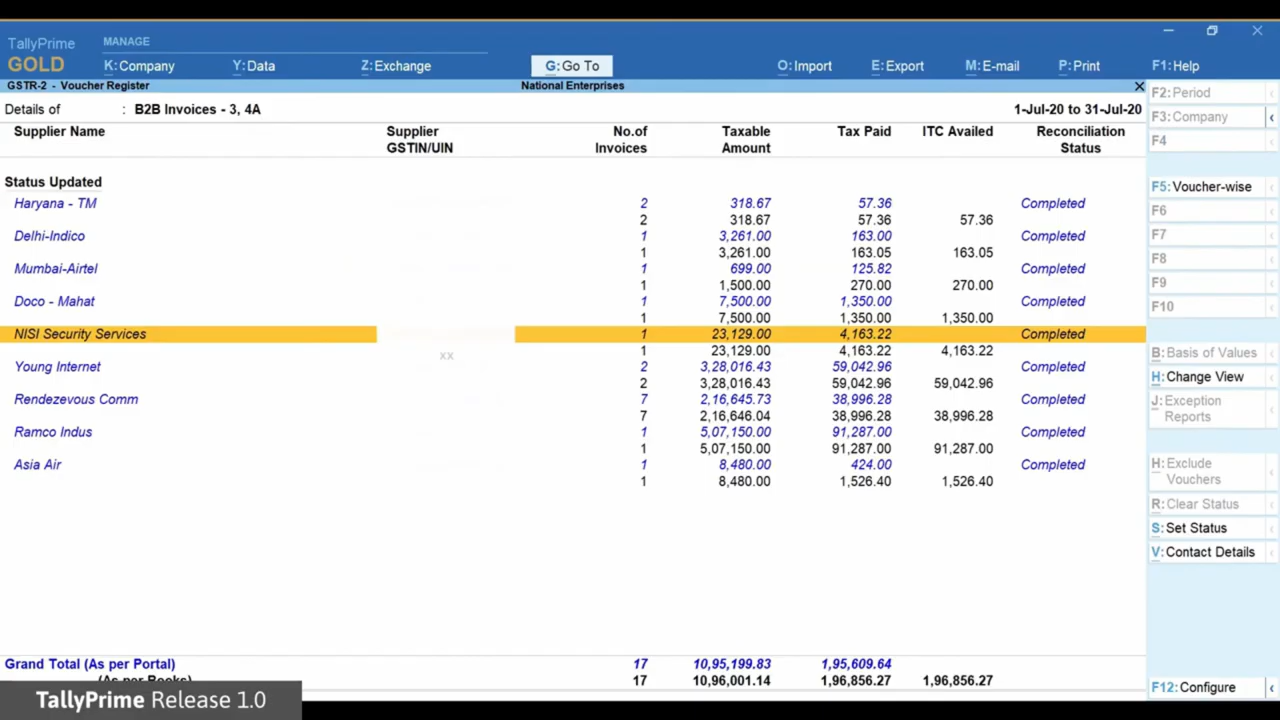 TallyPrime MANAGE
GOLD K:Company Y:Data Z:Exchange G:Go To O:Import E:Export M:E-mail P:Print F1:Help
GSTR-2 - Voucher Register National Enterprises
Details of : B2B Invoices - 3, 4A 1-Jul-20 to 31-Jul-20
Supplier Name Supplier No.of Taxable Tax Paid ITC Availed Reconciliation
GSTIN/UIN Invoices Amount Status
Status Updated
Haryana - TM 2 318.67 57.36 Completed
2 318.67 57.36 57.36
Delhi-Indico 1 3,261.00 163.00 Completed
1 3,261.00 163.05 163.05
Mumbai-Airtel 1 699.00 125.82 Completed
1 1,500.00 270.00 270.00
Doco - Mahat 1 7,500.00 1,350.00 Completed
1 7,500.00 1,350.00 1,350.00
NISI Security Services 1 23,129.00 4,163.22 Completed
xx
1 23,129.00 4,163.22 4,163.22
Young Internet 2 3,28,016.43 59,042.96 Completed
2 3,28,016.43 59,042.96 59,042.96
Rendezevous Comm 7 2,16,645.73 38,996.28 Completed
7 2,16,646.04 38,996.28 38,996.28
Ramco Indus 1 5,07,150.00 91,287.00 Completed
1 5,07,150.00 91,287.00 91,287.00
Asia Air 1 8,480.00 424.00 Completed
1 8,480.00 1,526.40 1,526.40
Grand Total (As per Portal) 17 10,95,199.83 1,95,609.64
(As per Books) 17 10,96,001.14 1,96,856.27 1,96,856.27
F2:Period
F3:Company
F4
F5:Voucher-wise
F6
F7
F8
F9
F10
B:Basis of Values
H:Change View
J:Exception
Reports
H:Exclude
Vouchers
R:Clear Status
S:Set Status
V:Contact Details
F12:Configure
TallyPrime Release 1.0